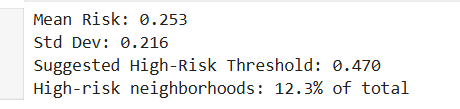 Mean Risk: 0.253
Std Dev: 0.216
Suggested High-Risk Threshold: 0.470
High-risk neighborhoods: 12.3% of total